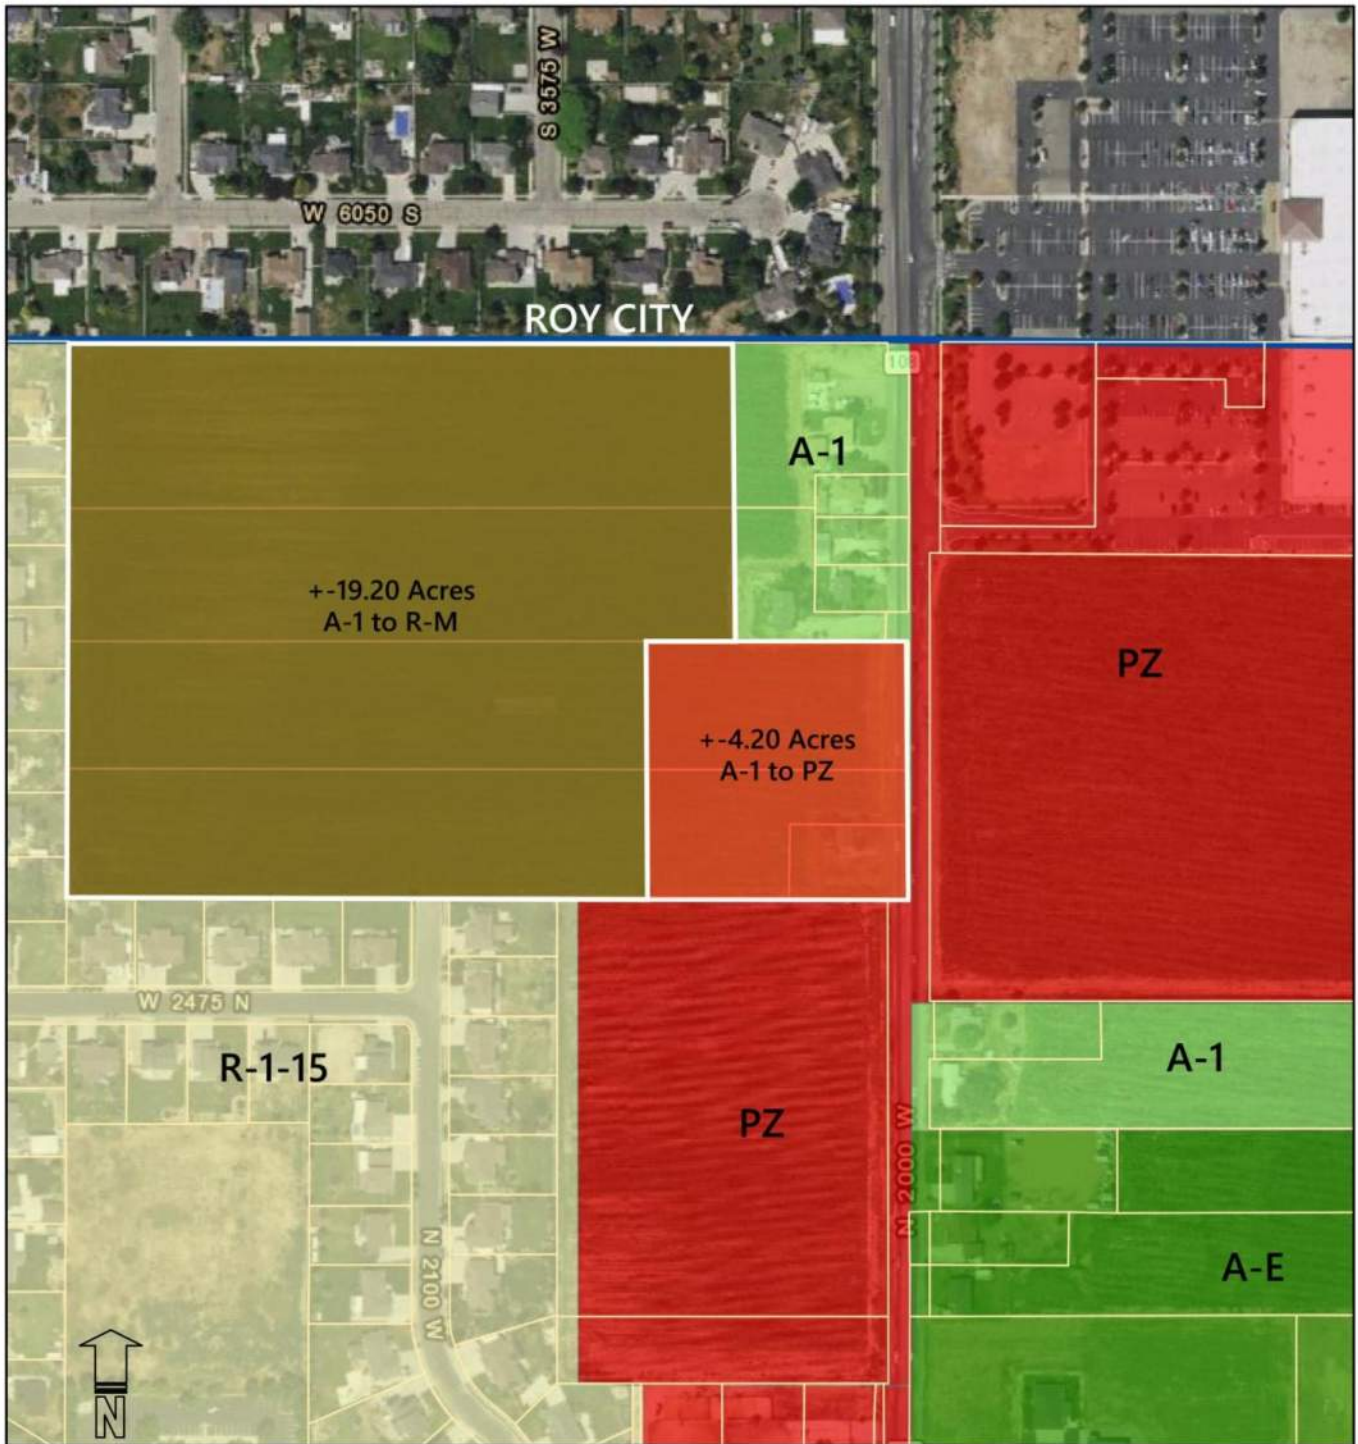 S 3575 W
W 6050 S
ROY CITY
108
A-1
+-19.20 Acres
A-1 to R-M
PZ
+-4.20 Acres
A-1 to PZ
W 2475 N
R-1-15
A-1
PZ
N 2000 W
A-E
N 2100 W
N